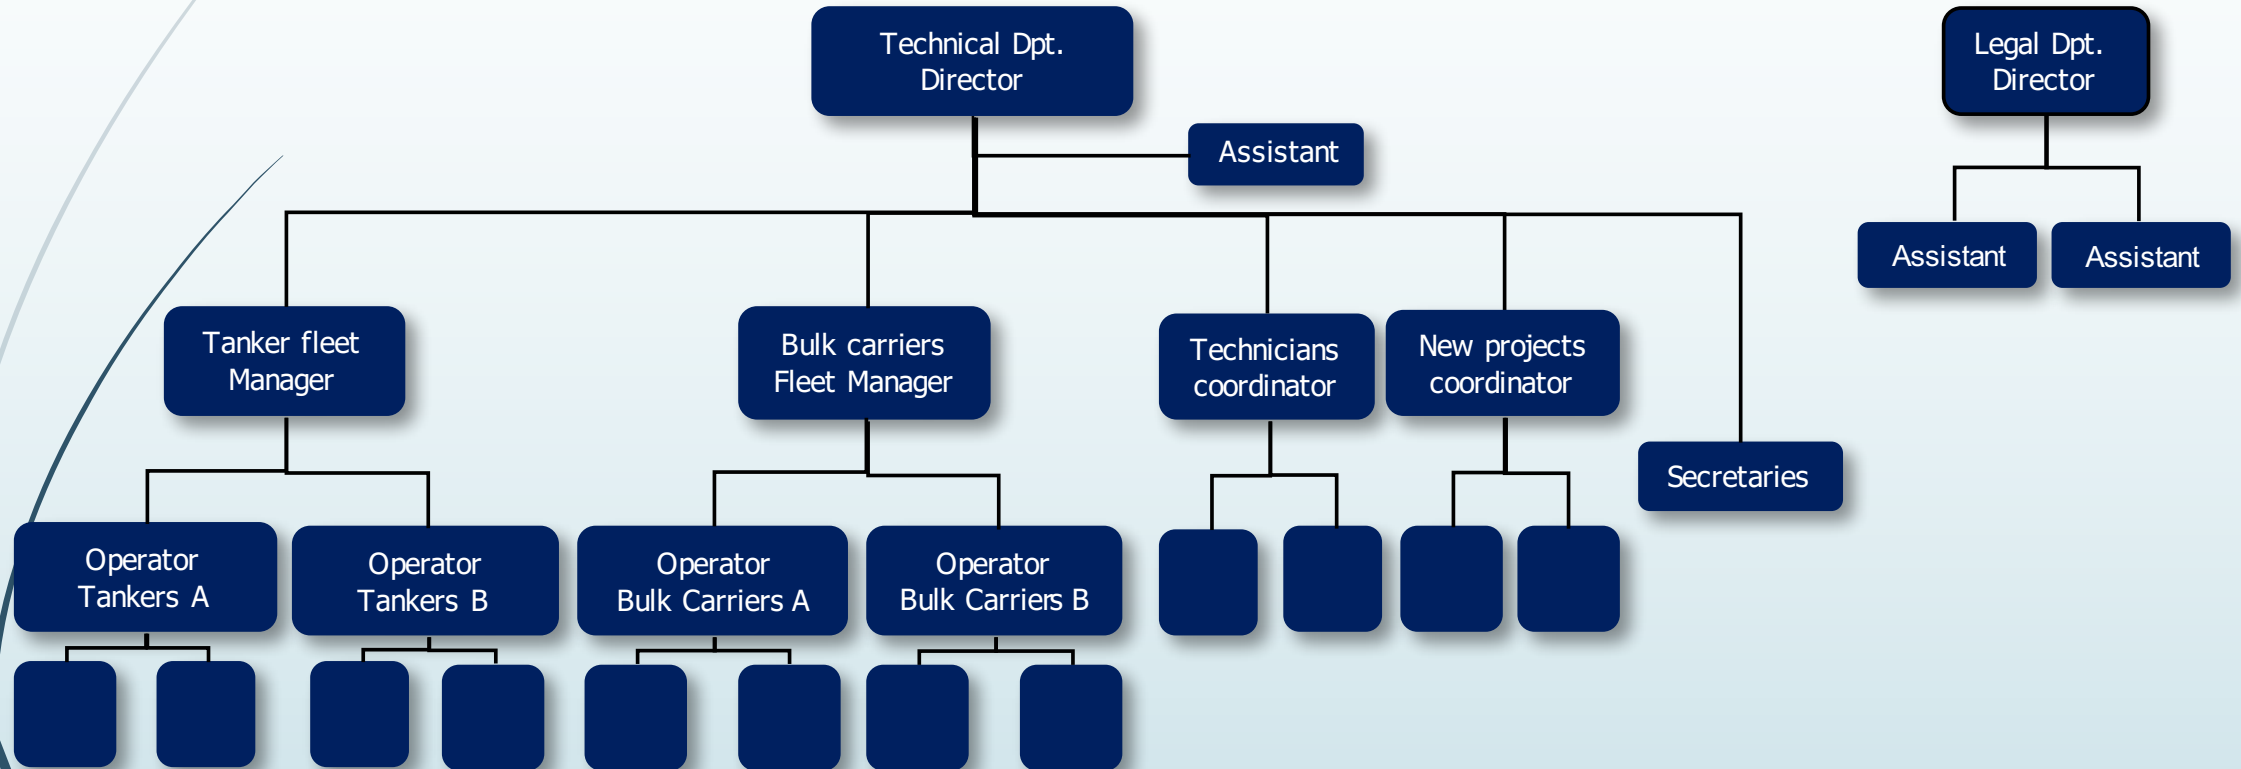 Technical Dpt.
Director
Legal Dpt.
Director
Assistant
Assistant
Assistant
Tanker fleet
Manager
Bulk carriers
Fleet Manager
Technicians
coordinator
New projects
coordinator
Secretaries
Operator
Tankers A
Operator
Tankers B
Operator
Bulk Carriers A
Operator
Bulk Carriers B